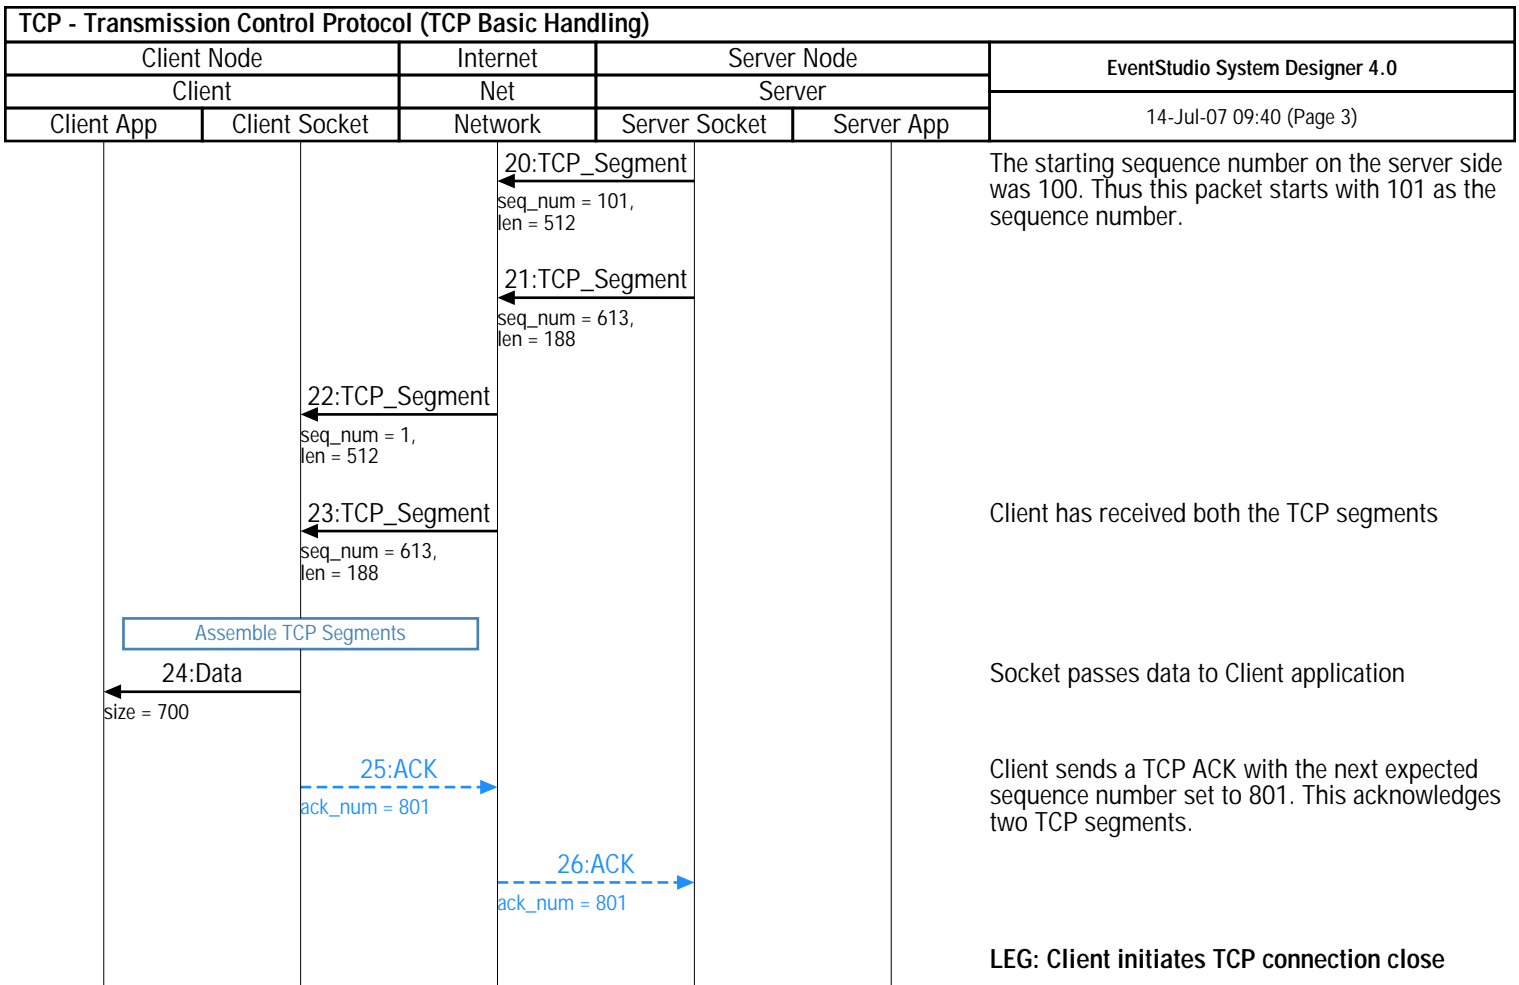 TCP - Transmission Control Protocol (TCP Basic Handling)
Client Node Internet Server Node
EventStudio System Designer 4.0
Client Net Server
14-Jul-07 09:40 (Page 3)
Client App Client Socket Network Server Socket Server App
20:TCP_Segment
seq_num = 101,
len = 512
The starting sequence number on the server side
was 100. Thus this packet starts with 101 as the
sequence number.
21:TCP_Segment
seq_num = 613,
len = 188
22:TCP_Segment
seq_num = 1,
len = 512
23:TCP_Segment
seq_num = 613,
len = 188
Client has received both the TCP segments
Assemble TCP Segments
24:Data
size = 700
Socket passes data to Client application
25:ACK
ack_num = 801
Client sends a TCP ACK with the next expected
sequence number set to 801. This acknowledges
two TCP segments.
26:ACK
ack_num = 801
LEG: Client initiates TCP connection close